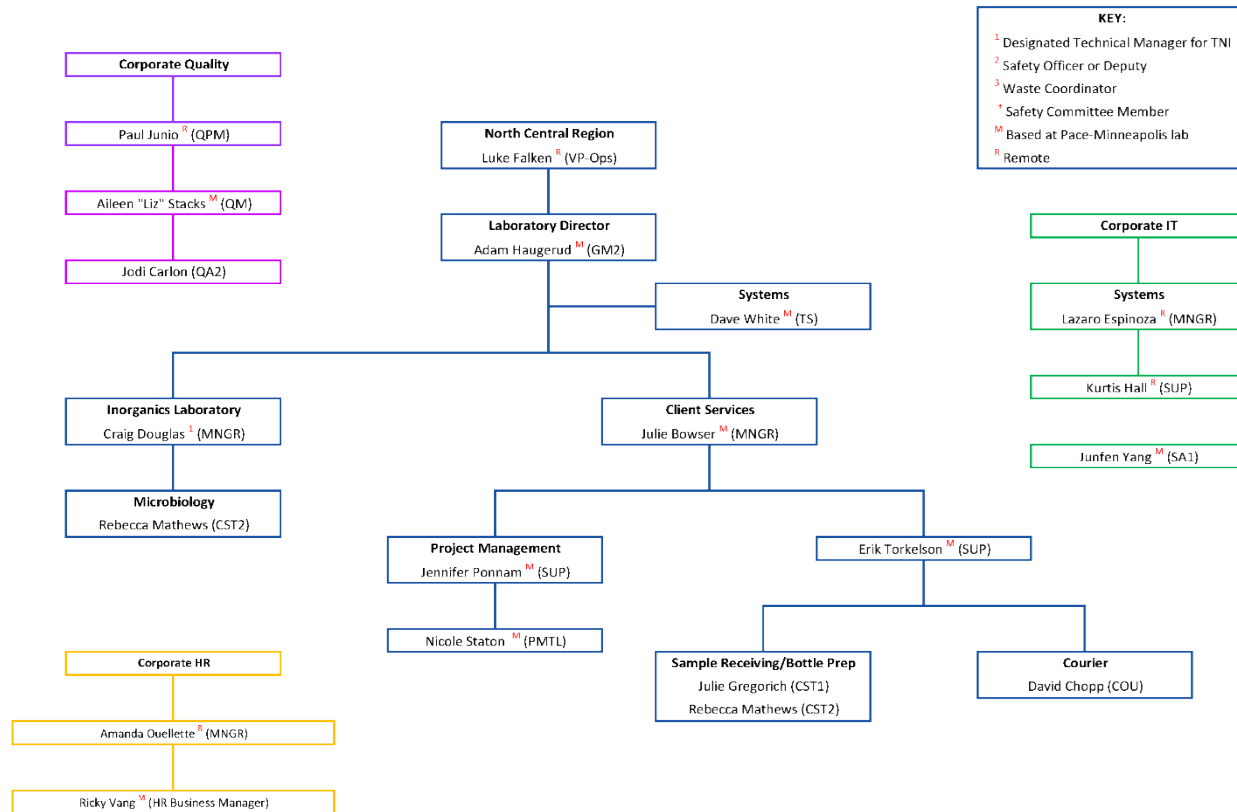 KEY:
1 Designated Technical Manager for TNI
2 Safety Officer or Deputy
3 Waste Coordinator
+ Safety Committee Member
M Based at Pace-Minneapolis lab
R Remote
Corporate Quality
Paul Junio R (QPM)
Aileen "Liz" Stacks M (QM)
Jodi Carlon (QA2)
North Central Region
Luke Falken R (VP-Ops)
Laboratory Director
Adam Haugerud M (GM2)
Systems
Dave White M (TS)
Corporate IT
Systems
Lazaro Espinoza R (MNGR)
Kurtis Hall R (SUP)
Junfen Yang M (SA1)
Inorganics Laboratory
Craig Douglas 1 (MNGR)
Microbiology
Rebecca Mathews (CST2)
Client Services
Julie Bowser M (MNGR)
Project Management
Jennifer Ponnam M (SUP)
Nicole Staton M (PMTL)
Erik Torkelson M (SUP)
Sample Receiving/Bottle Prep
Julie Gregorich (CST1)
Rebecca Mathews (CST2)
Courier
David Chopp (COU)
Corporate HR
Amanda Ouellette R (MNGR)
Ricky Vang M (HR Business Manager)